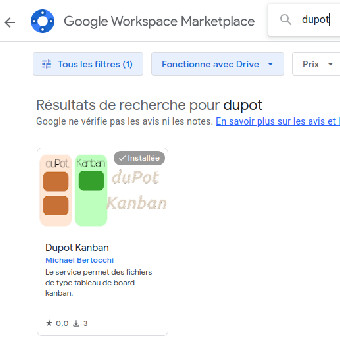 Google Workspace Marketplace
dupot
Tous les filtres (1)
Fonctionne avec Drive
Prix
Résultats de recherche pour dupot
Google ne vérifie pas les avis ni les notes. En savoir plus sur les avis et l
duPot
Kanban
Installée
duPot
Kanban
Dupot Kanban
Michael Bertocchi
Le service permet des fichiers
de type tableau de board
kanban.
0,0
3